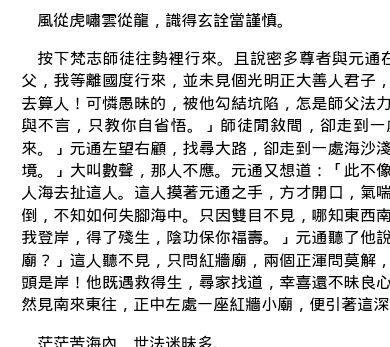 風從虎嘯雲從龍，識得玄詮當謹慎。
按下梵志師徒往勢裡行來。且說密多尊者與元通在
父，我等離國度行來，並未見個光明正大善人君子，
去算人！可憐愚昧的，被他勾結坑陷，怎是師父法力
與不言，只教你自省悟。」師徒閒敘間，卻走到一
來。」元通左望右顧，找尋大路，卻走到一處海沙淺
境。」大叫數聲，那人不應。元通又想道：「此不像
人海去扯這人。這人摸著元通之手，方才開口，氣喘
倒，不知如何失腳海中。只因雙目不見，哪知東西南
我登岸，得了殘生，陰功保你福壽。」元通聽了他說
廟？」這人聽不見，只問紅牆廟，兩個正渾問莫解，
頭是岸！他既遇救得生，尋家找道，幸喜還不昧良心
然見南來東往，正中左處一座紅牆小廟，便引著這深
茫茫苦海內，世法迷昧多。